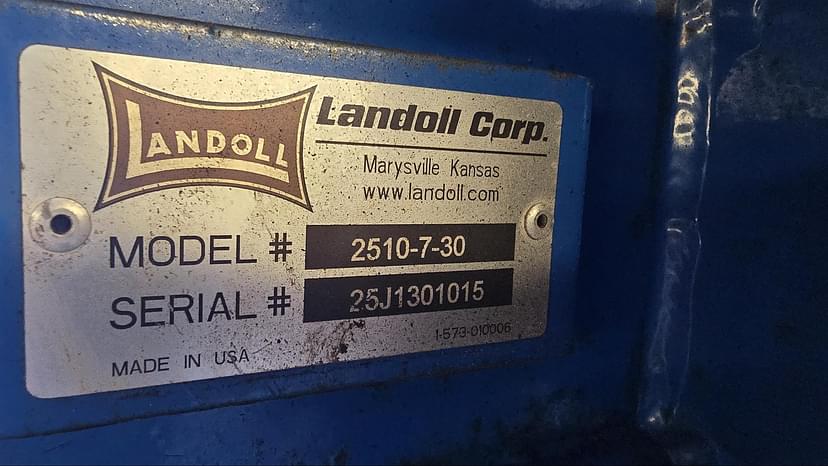 LANDOLL
Landoll Corp.
Marysville Kansas
www.landoll.com
MODEL # 2510-7-30
SERIAL # 25J1301015
1-573-010006
MADE IN USA